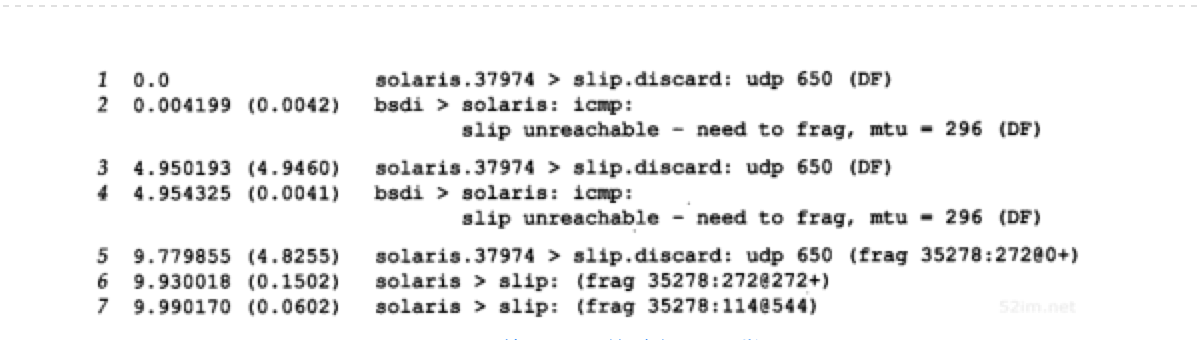 1 0.0 solaris.37974 > slip.discard: udp 650 (DF)
2 0.004199 (0.0042) bsdi > solaris: icmp:
slip unreachable - need to frag, mtu = 296 (DF)
3 4.950193 (4.9460) solaris.37974 > slip.discard: udp 650 (DF)
4 4.954325 (0.0041) bsdi > solaris: icmp:
slip unreachable - need to frag, mtu = 296 (DF)
5 9.779855 (4.8255) solaris.37974 > slip.discard: udp 650 (frag 35278:272@0+)
6 9.930018 (0.1502) solaris > slip: (frag 35278:272@272+)
7 9.990170 (0.0602) solaris > slip: (frag 35278:114@544)
52im.net